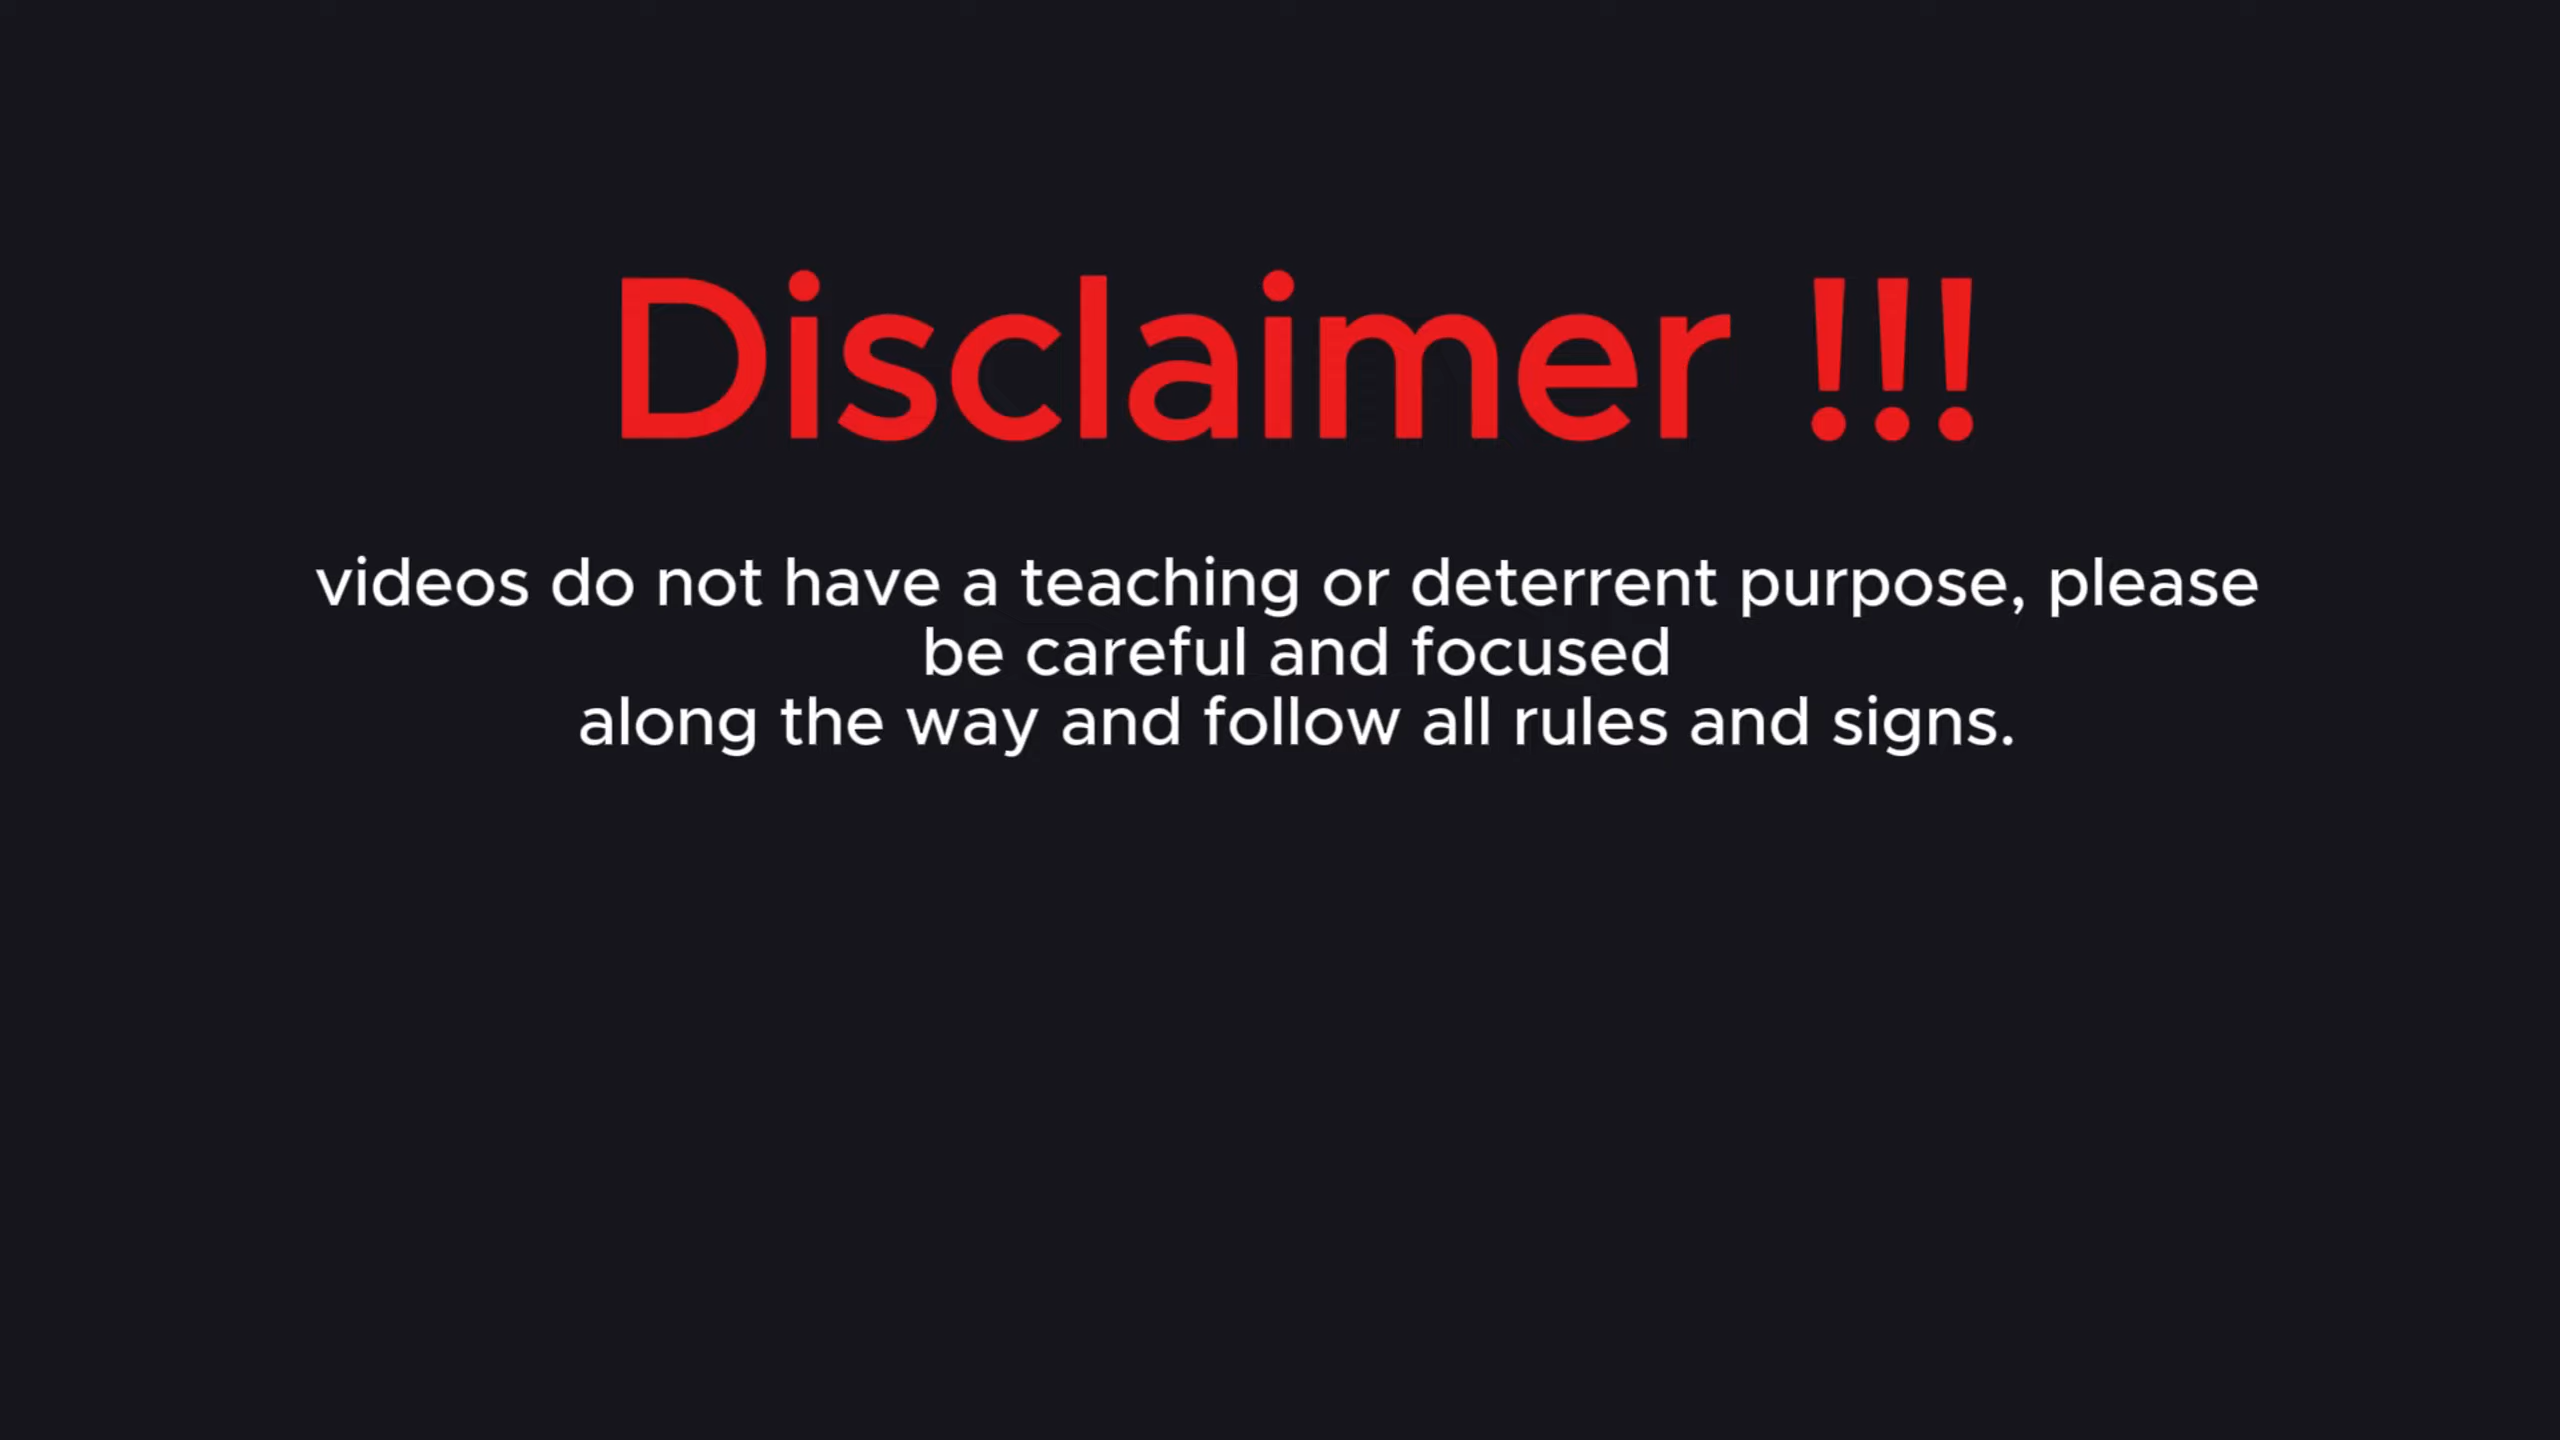 Disclaimer !!!
videos do not have a teaching or deterrent purpose, please
be careful and focused
along the way and follow all rules and signs.